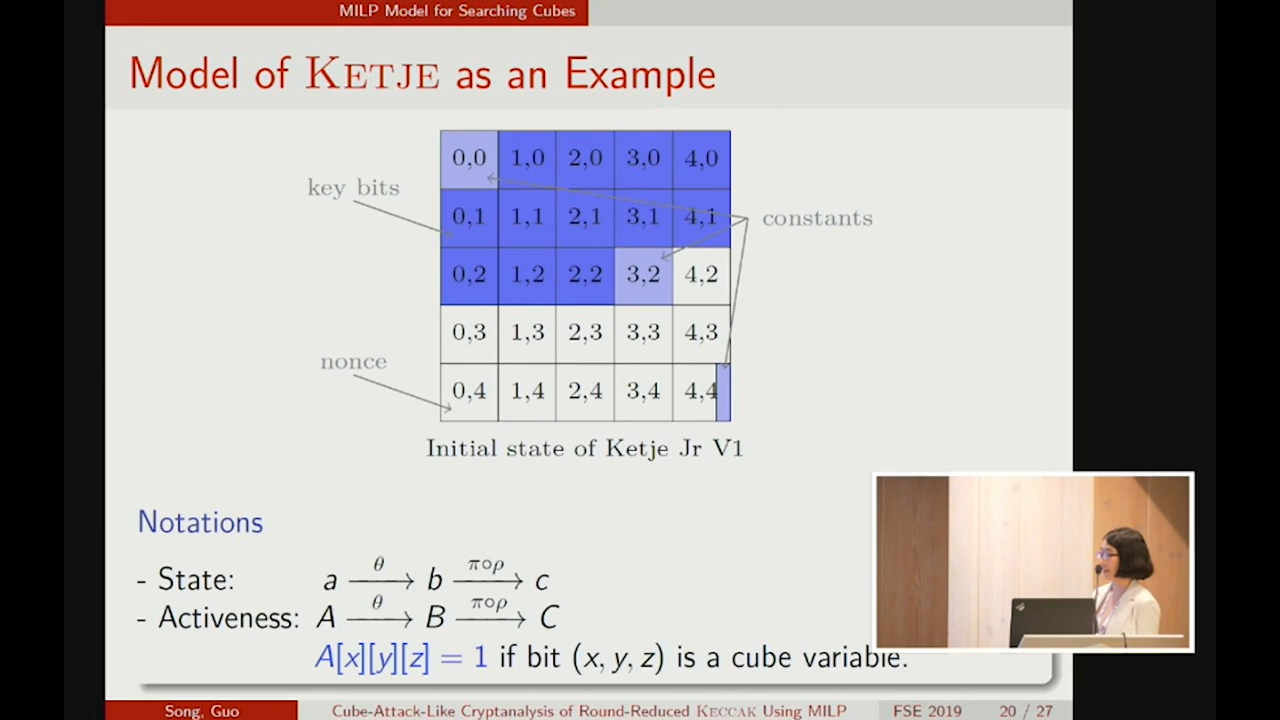 MILP Model for Searching Cubes
Model of KETJE as an Example
0,0 1,0 2,0 3,0 4,0
key bits
0,1 1,1 2,1 3,1 4,1
constants
0,2 1,2 2,2 3,2 4,2
0,3 1,3 2,3 3,3 4,3
nonce
0,4 1,4 2,4 3,4 4,4
Initial state of Ketje Jr V1
Notations
- State: a —θ→ b —π∘ρ→ c
- Activeness: A —θ→ B —π∘ρ→ C
A[x][y][z] = 1 if bit (x, y, z) is a cube variable.
Song, Guo Cube-Attack-Like Cryptanalysis of Round-Reduced KECCAK Using MILP FSE 2019 20 / 27